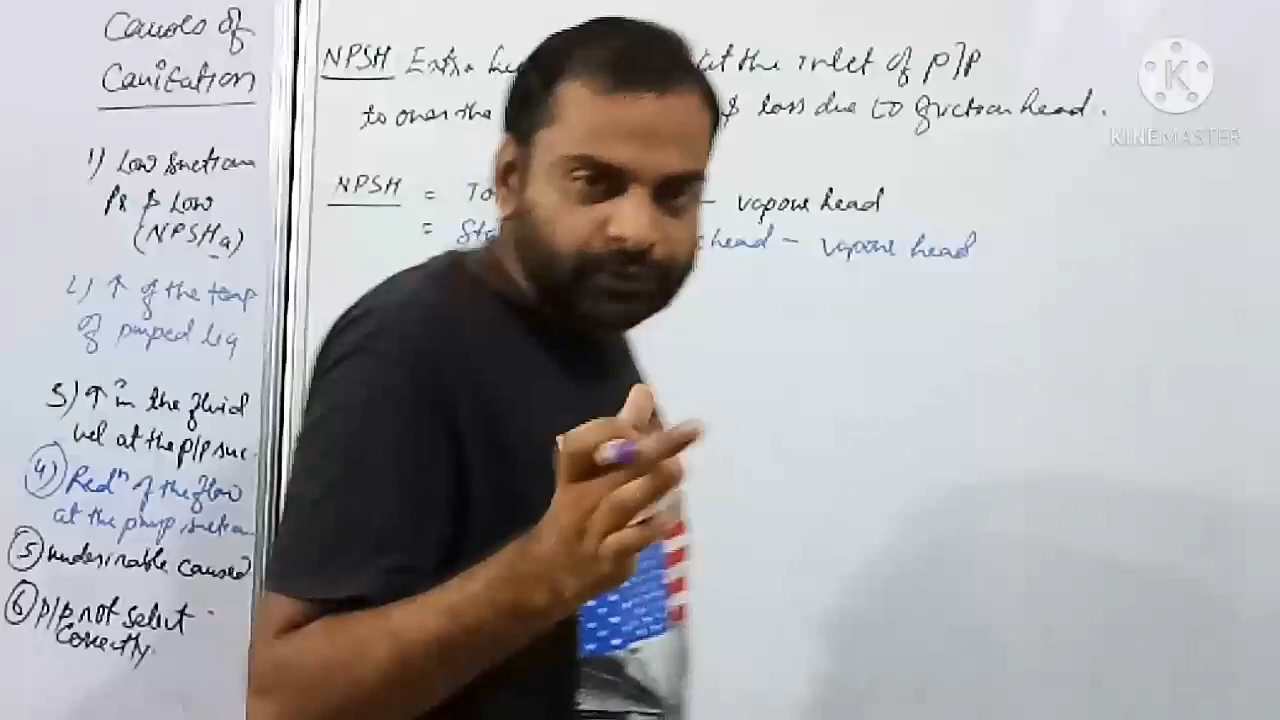 Causes of
Cavitation
1) Low suction
Pr & Low
(NPSHa)
2) ↑ of the temp
of pumped liq
3) ↑ in the fluid
vel at the P/P suc.
4) Redⁿ of the flow
at the pump suction
5 undesirable caused
6 P/P not select
correctly.
NPSH Extra he at the inlet of P/P
to over the & loss due to friction head.
NPSH = To - vapour head
= Sta head - vapour head
K
KINEMASTER